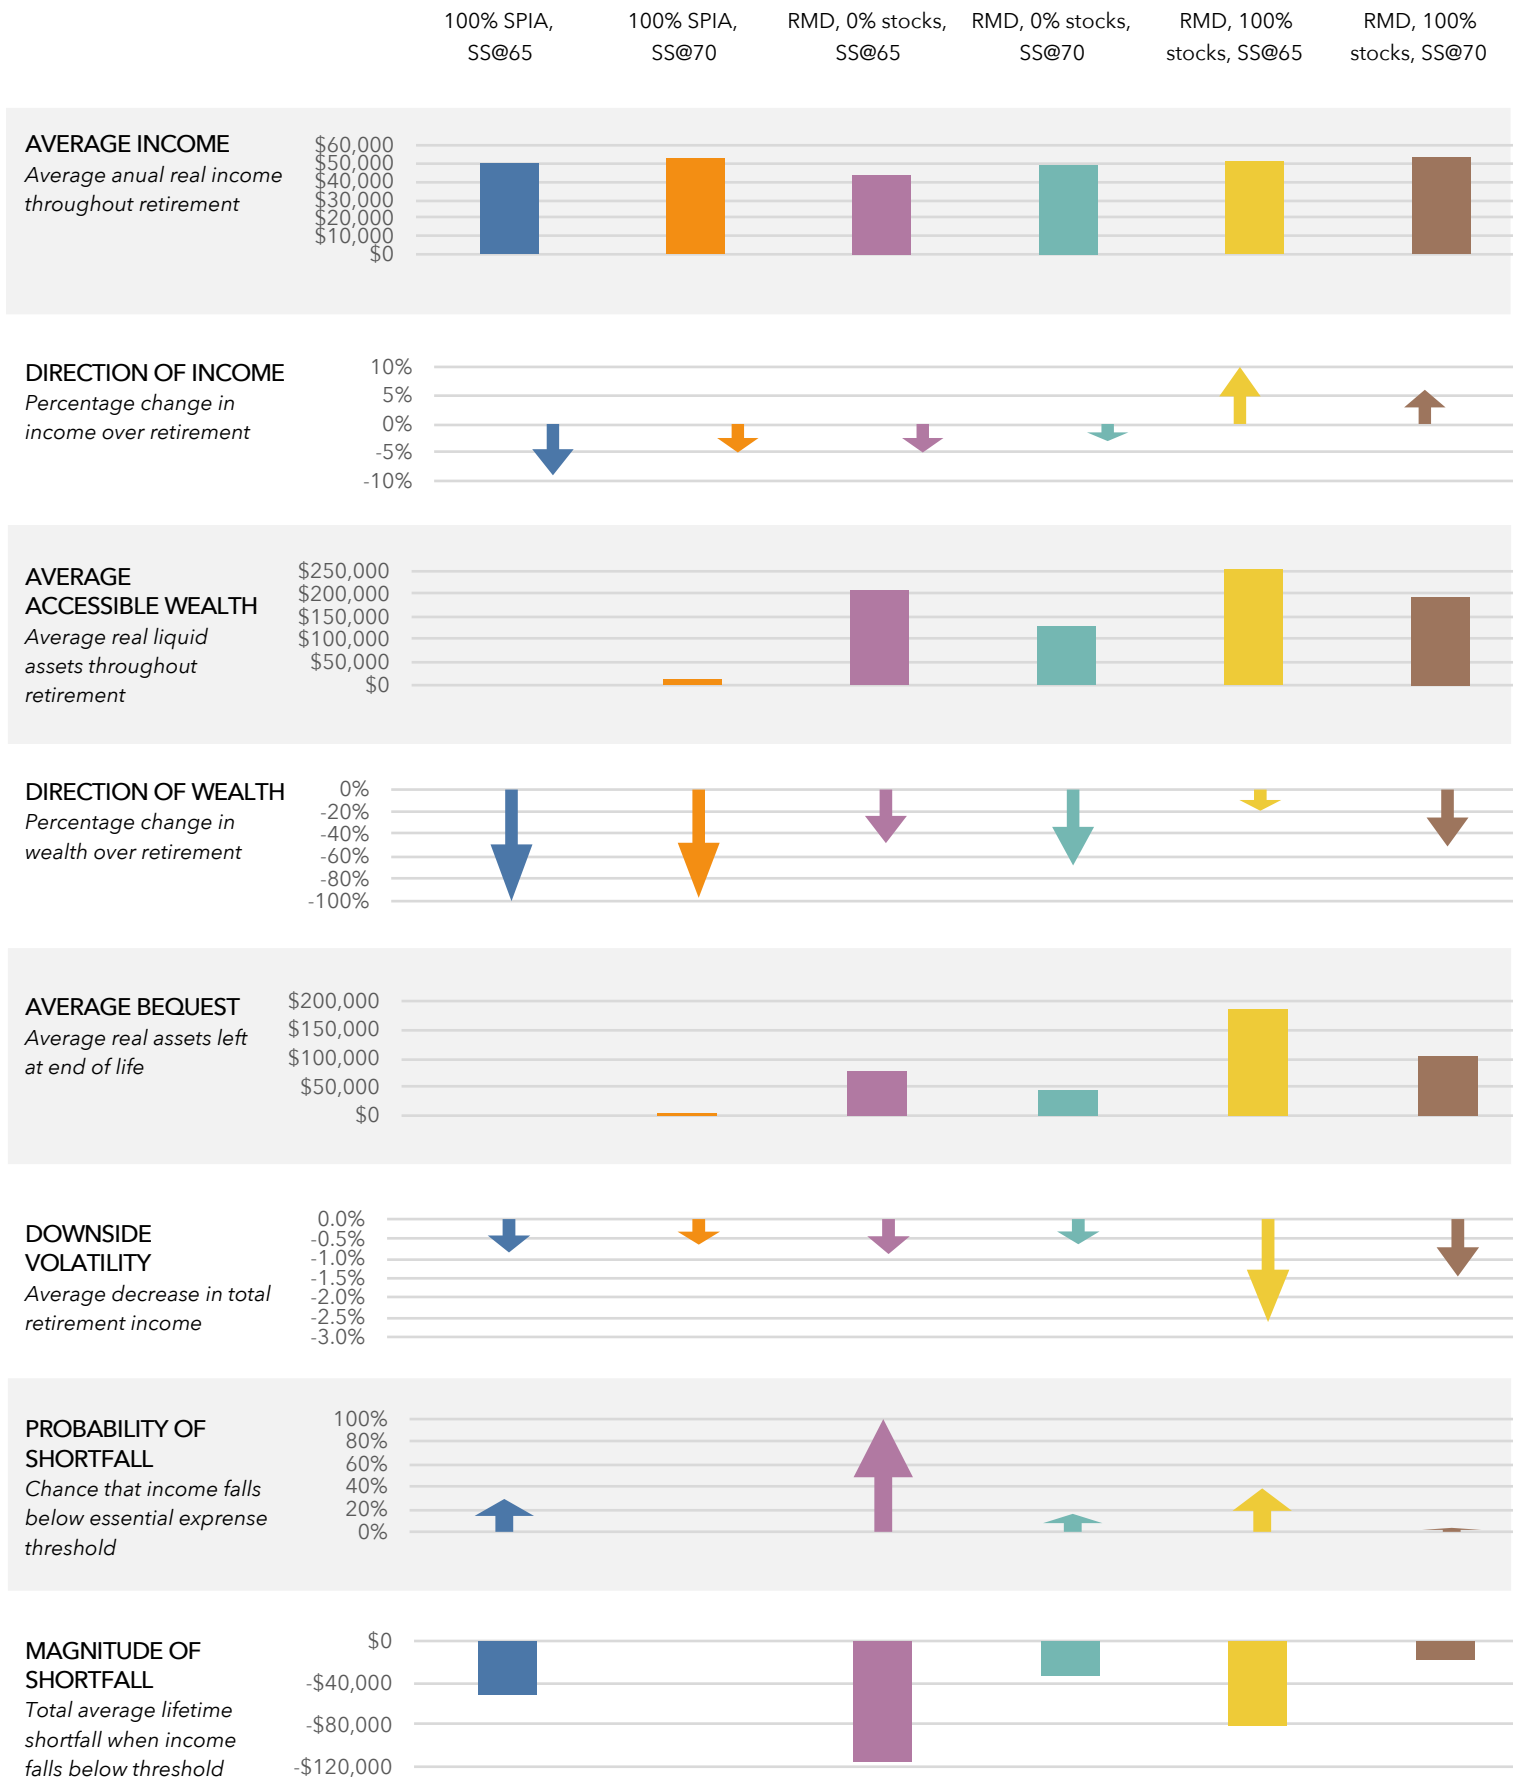 100% SPIA,
SS@65
100% SPIA,
SS@70
RMD, 0% stocks,
SS@65
RMD, 0% stocks,
SS@70
RMD, 100%
stocks, SS@65
RMD, 100%
stocks, SS@70
AVERAGE INCOME
Average anual real income
throughout retirement
$60,000
$50,000
$40,000
$30,000
$20,000
$10,000
$0
DIRECTION OF INCOME
Percentage change in
income over retirement
10%
5%
0%
-5%
-10%
AVERAGE
ACCESSIBLE WEALTH
Average real liquid
assets throughout
retirement
$250,000
$200,000
$150,000
$100,000
$50,000
$0
DIRECTION OF WEALTH
Percentage change in
wealth over retirement
0%
-20%
-40%
-60%
-80%
-100%
AVERAGE BEQUEST
Average real assets left
at end of life
$200,000
$150,000
$100,000
$50,000
$0
DOWNSIDE
VOLATILITY
Average decrease in total
retirement income
0.0%
-0.5%
-1.0%
-1.5%
-2.0%
-2.5%
-3.0%
PROBABILITY OF
SHORTFALL
Chance that income falls
below essential exprense
threshold
100%
80%
60%
40%
20%
0%
MAGNITUDE OF
SHORTFALL
Total average lifetime
shortfall when income
falls below threshold
$0
-$40,000
-$80,000
-$120,000